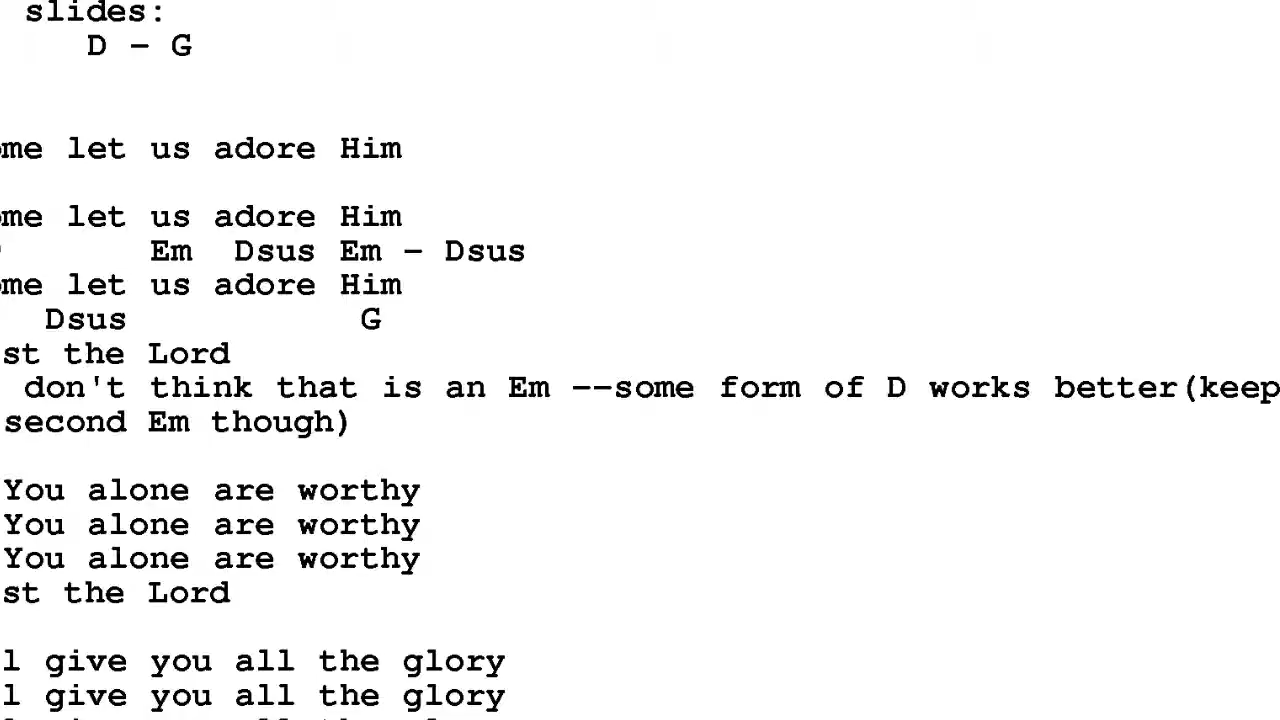 slides:
D - G
me let us adore Him
me let us adore Him
Em Dsus Em - Dsus
me let us adore Him
Dsus G
st the Lord
don't think that is an Em --some form of D works better(keep
second Em though)
You alone are worthy
You alone are worthy
You alone are worthy
st the Lord
l give you all the glory
l give you all the glory